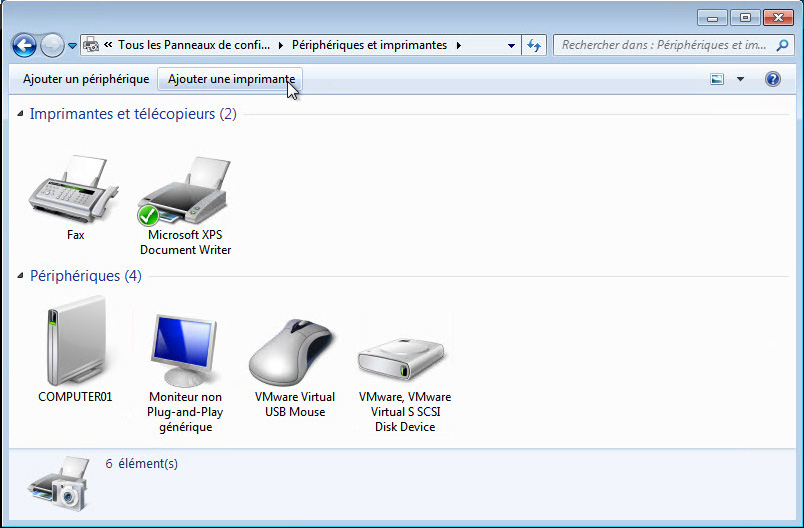 « Tous les Panneaux de confi... Périphériques et imprimantes
Rechercher dans : Périphériques et im...
Ajouter un périphérique Ajouter une imprimante
Imprimantes et télécopieurs (2)
Fax
Microsoft XPS
Document Writer
Périphériques (4)
COMPUTER01
Moniteur non
Plug-and-Play
générique
VMware Virtual
USB Mouse
VMware, VMware
Virtual S SCSI
Disk Device
6 élément(s)